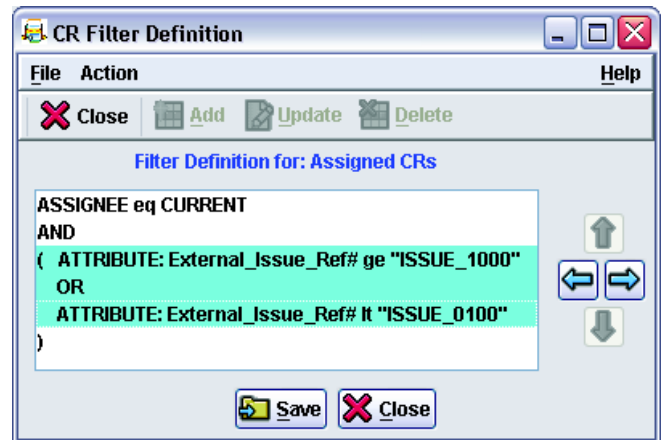 CR Filter Definition
File Action Help
Close Add Update Delete
Filter Definition for: Assigned CRs
ASSIGNEE eq CURRENT
AND
( ATTRIBUTE: External_Issue_Ref# ge "ISSUE_1000"
OR
ATTRIBUTE: External_Issue_Ref# lt "ISSUE_0100"
)
Save Close